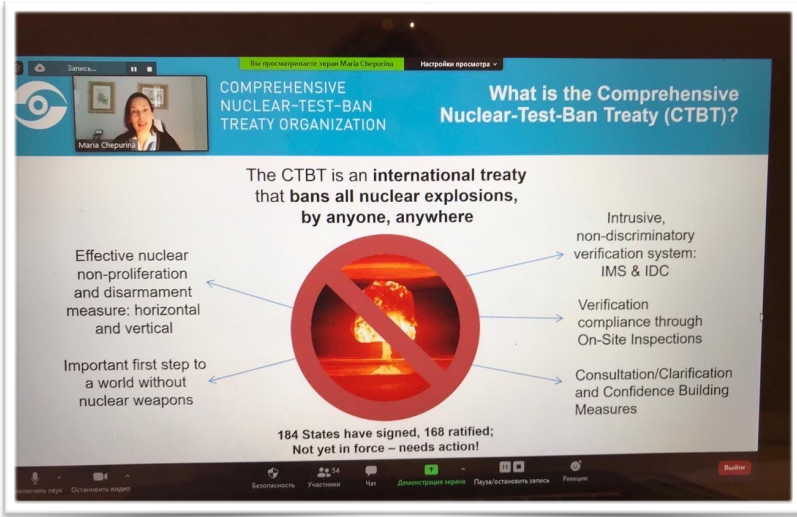 Запись...
Вы просматриваете экран Maria Chepurina
Настройки просмотра
Maria Chepurina
COMPREHENSIVE
NUCLEAR-TEST-BAN
TREATY ORGANIZATION
What is the Comprehensive
Nuclear-Test-Ban Treaty (CTBT)?
The CTBT is an international treaty
that bans all nuclear explosions,
by anyone, anywhere
Effective nuclear
non-proliferation
and disarmament
measure: horizontal
and vertical
Important first step to
a world without
nuclear weapons
Intrusive,
non-discriminatory
verification system:
IMS & IDC
Verification
compliance through
On-Site Inspections
Consultation/Clarification
and Confidence Building
Measures
184 States have signed, 168 ratified;
Not yet in force – needs action!
звук
Остановить видео
Безопасность
54
Участники
Чат
Демонстрация экрана
Пауза/остановить запись
Реакции
Выйти